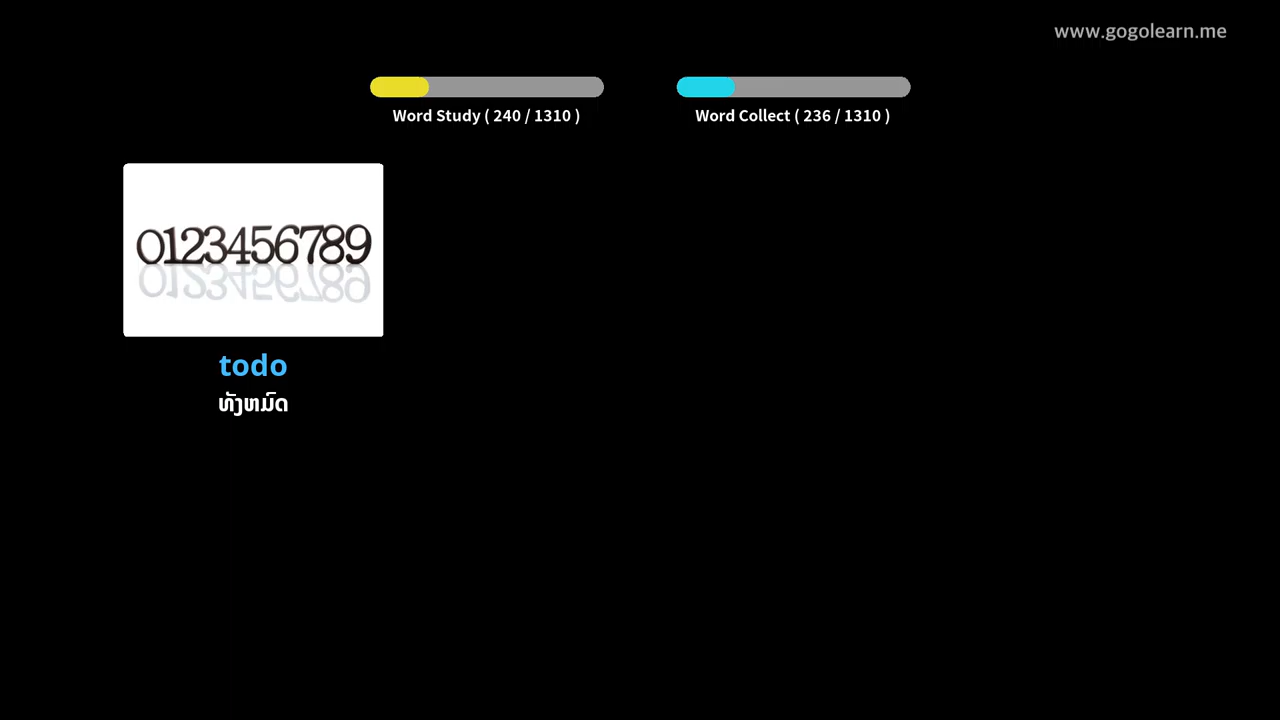 www.gogolearn.me
Word Study ( 240 / 1310 )
Word Collect ( 236 / 1310 )
0123456789
todo
ທັງຫມົດ